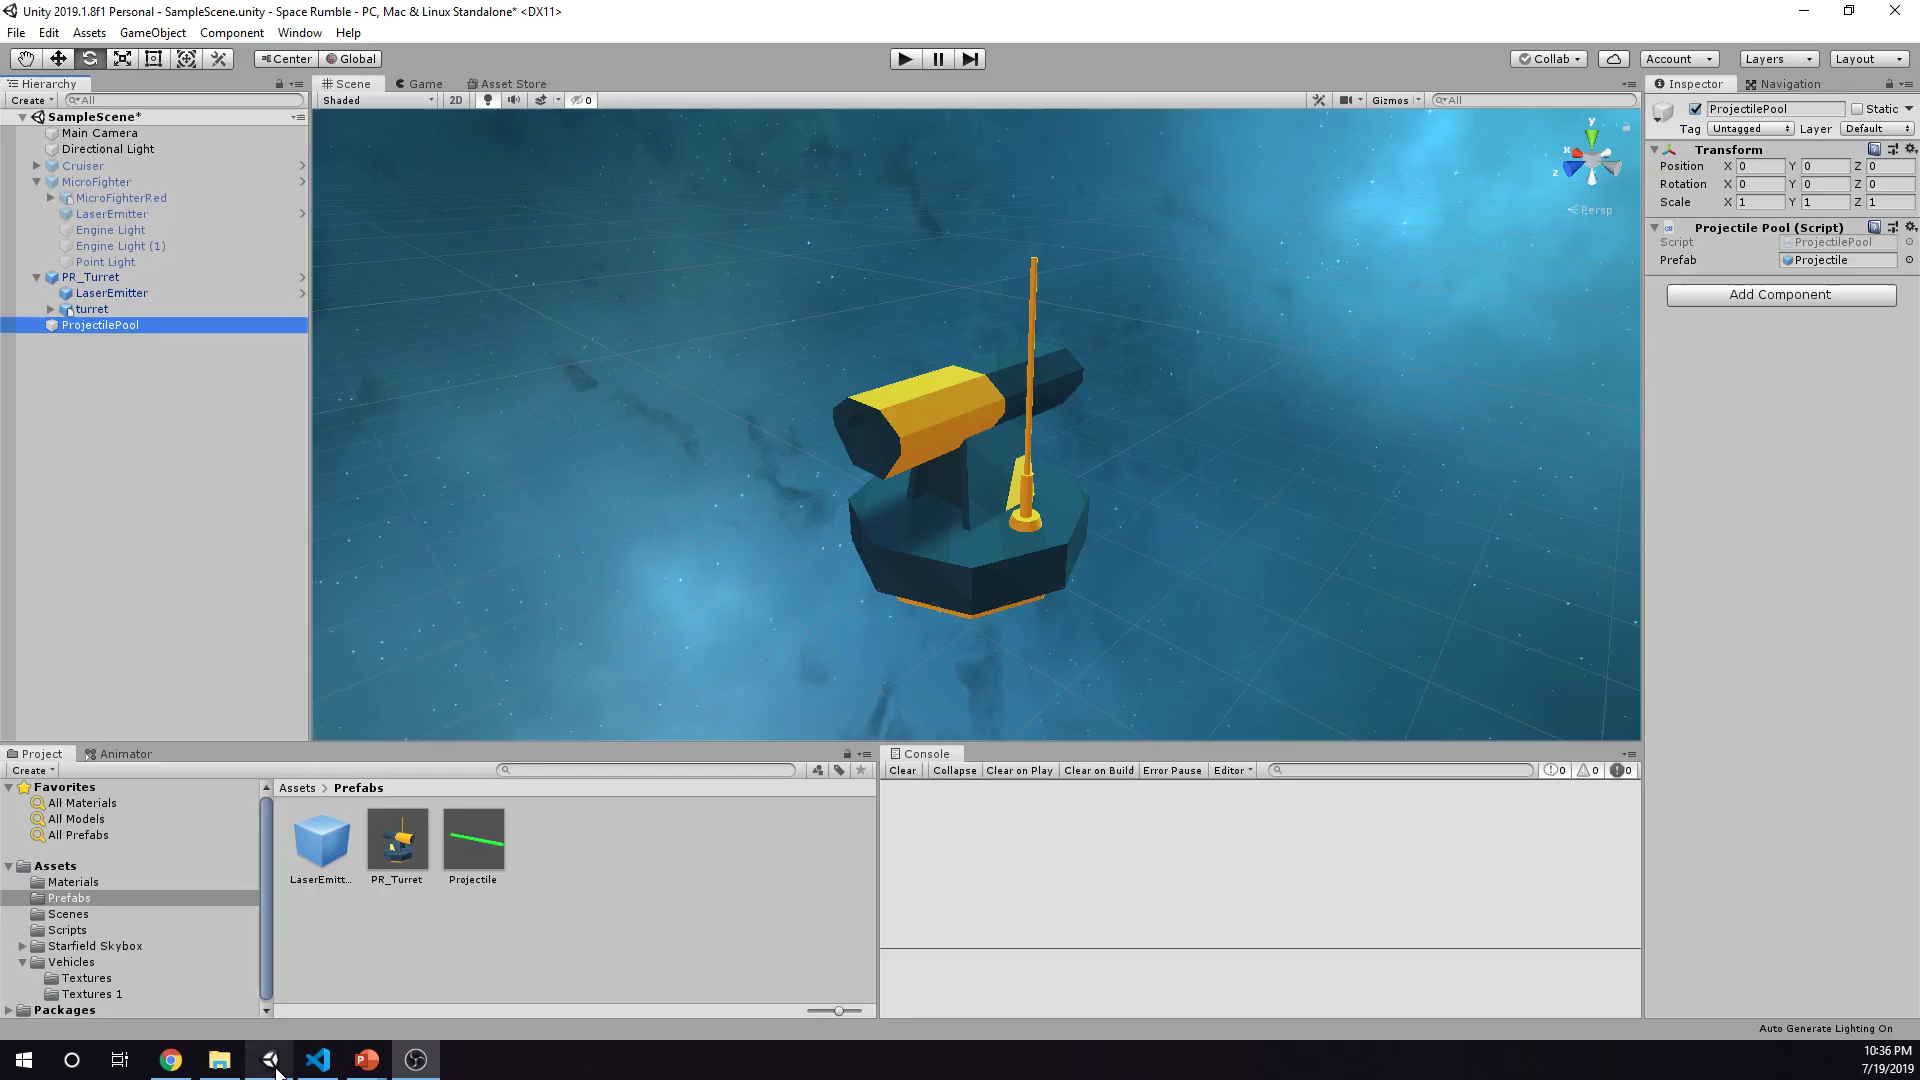 Unity 2019.1.8f1 Personal - SampleScene.unity - Space Rumble - PC, Mac & Linux Standalone* <DX11>
File Edit Assets GameObject Component Window Help
Center Global Collab Account Layers Layout
Hierarchy
Create All
SampleScene*
Main Camera
Directional Light
Cruiser
MicroFighter
MicroFighterRed
LaserEmitter
Engine Light
Engine Light (1)
Point Light
PR_Turret
LaserEmitter
turret
ProjectilePool
Scene Game Asset Store
Shaded 2D 0 Gizmos All
y
x
z
Persp
Inspector Navigation
ProjectilePool Static
Tag Untagged Layer Default
Transform
Position X 0 Y 0 Z 0
Rotation X 0 Y 0 Z 0
Scale X 1 Y 1 Z 1
Projectile Pool (Script)
Script ProjectilePool
Prefab Projectile
Add Component
Project Animator
Create
Favorites
All Materials
All Models
All Prefabs
Assets
Materials
Prefabs
Scenes
Scripts
Starfield Skybox
Vehicles
Textures
Textures 1
Packages
Assets > Prefabs
LaserEmitt... PR_Turret Projectile
Console
Clear Collapse Clear on Play Clear on Build Error Pause Editor 0 0 0
Auto Generate Lighting On
10:36 PM
7/19/2019